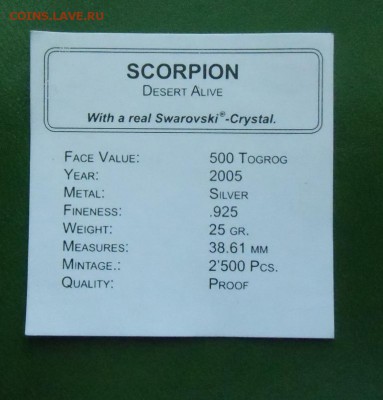 COINS.LAVE.RU
SCORPION
DESERT ALIVE
With a real Swarovski®-Crystal.
FACE VALUE: 500 TOGROG
YEAR: 2005
METAL: SILVER
FINENESS: .925
WEIGHT: 25 GR.
MEASURES: 38.61 MM
MINTAGE.: 2'500 PCS.
QUALITY: PROOF